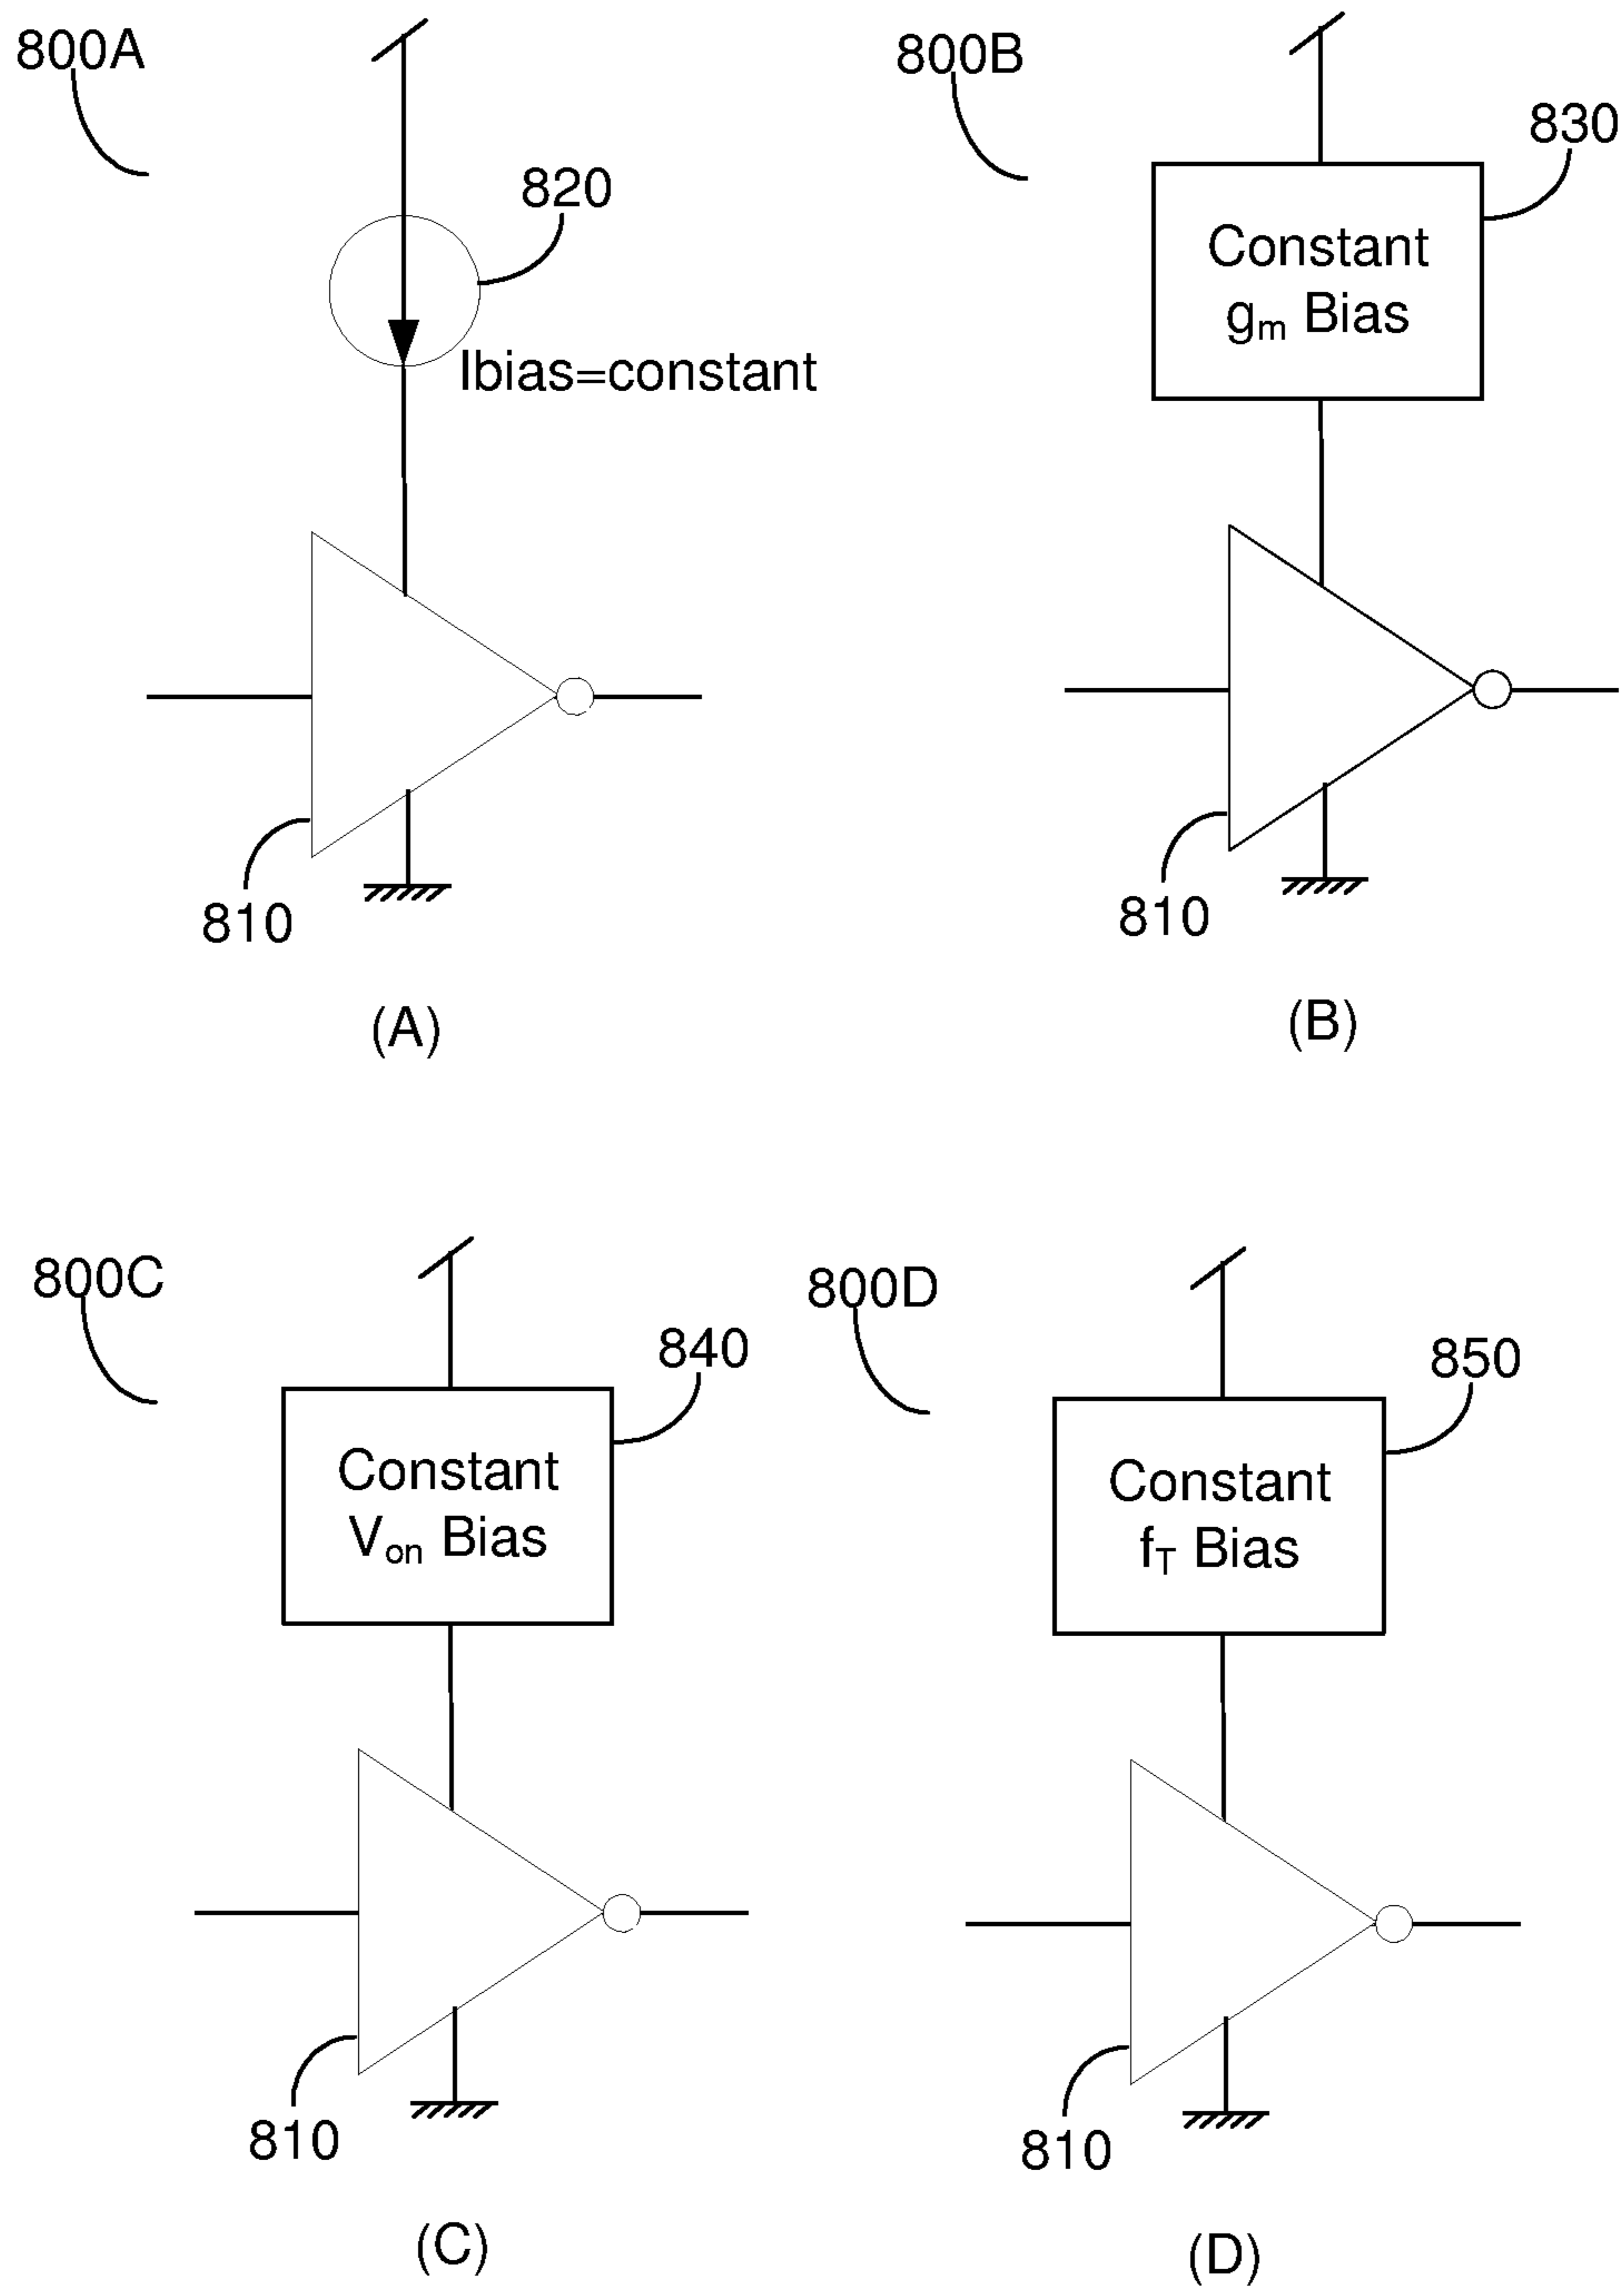 800A
820
Ibias=constant
810
(A)
800B
830
Constant
gm Bias
810
(B)
800C
840
Constant
Von Bias
810
(C)
800D
850
Constant
fT Bias
810
(D)